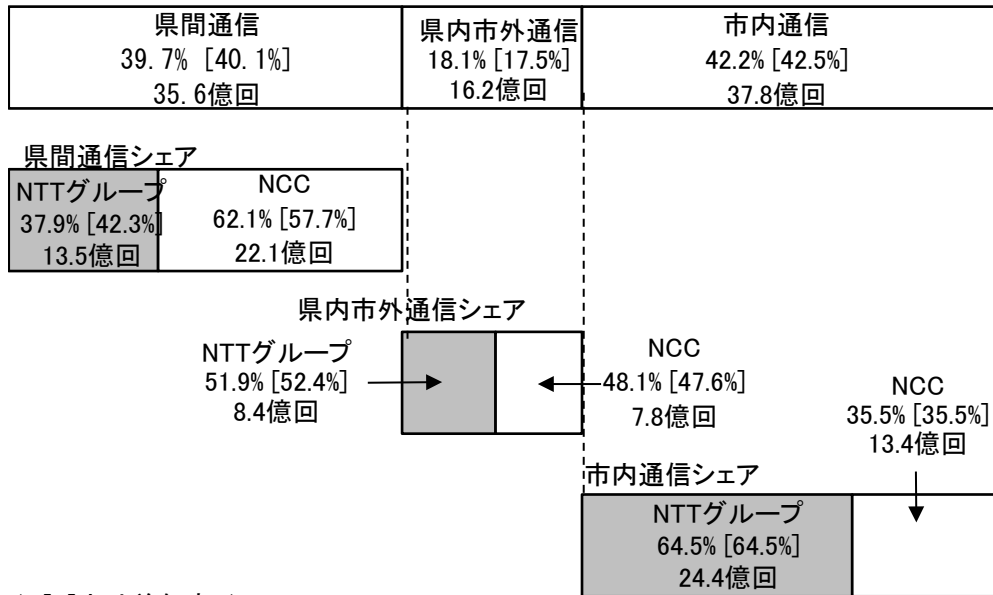 県間通信
39.7% [40.1%]
35.6億回
県内市外通信
18.1% [17.5%]
16.2億回
市内通信
42.2% [42.5%]
37.8億回
県間通信シェア
NTTグループ
37.9% [42.3%]
13.5億回
NCC
62.1% [57.7%]
22.1億回
県内市外通信シェア
NTTグループ
51.9% [52.4%]
8.4億回
NCC
48.1% [47.6%]
7.8億回
NCC
35.5% [35.5%]
13.4億回
市内通信シェア
NTTグループ
64.5% [64.5%]
24.4億回